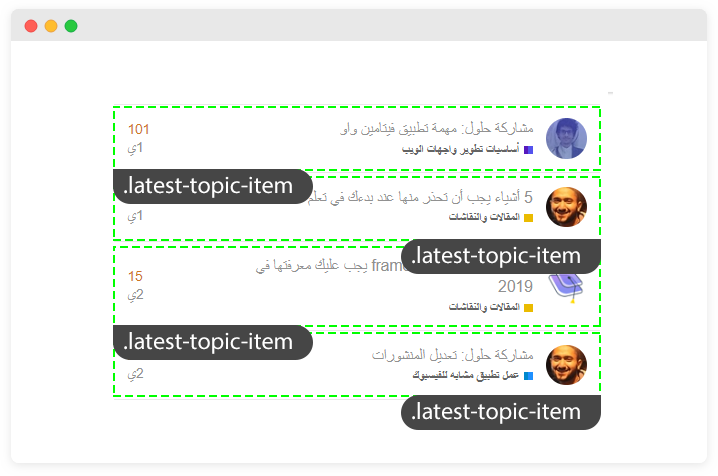 مشاركة حلول: مهمة تطبيق فيتامين واو
101
أساسيات تطوير واجهات الويب
1ي
.latest-topic-item
5 أشياء يجب أن تحذر منها عند بدءك في تعلم
المقالات والنقاشات
1ي
.latest-topic-item
يجب عليك معرفتها في
15
2019
2ي
المقالات والنقاشات
.latest-topic-item
مشاركة حلول: تعديل المنشورات
عمل تطبيق مشابه للفيسبوك
2ي
.latest-topic-item